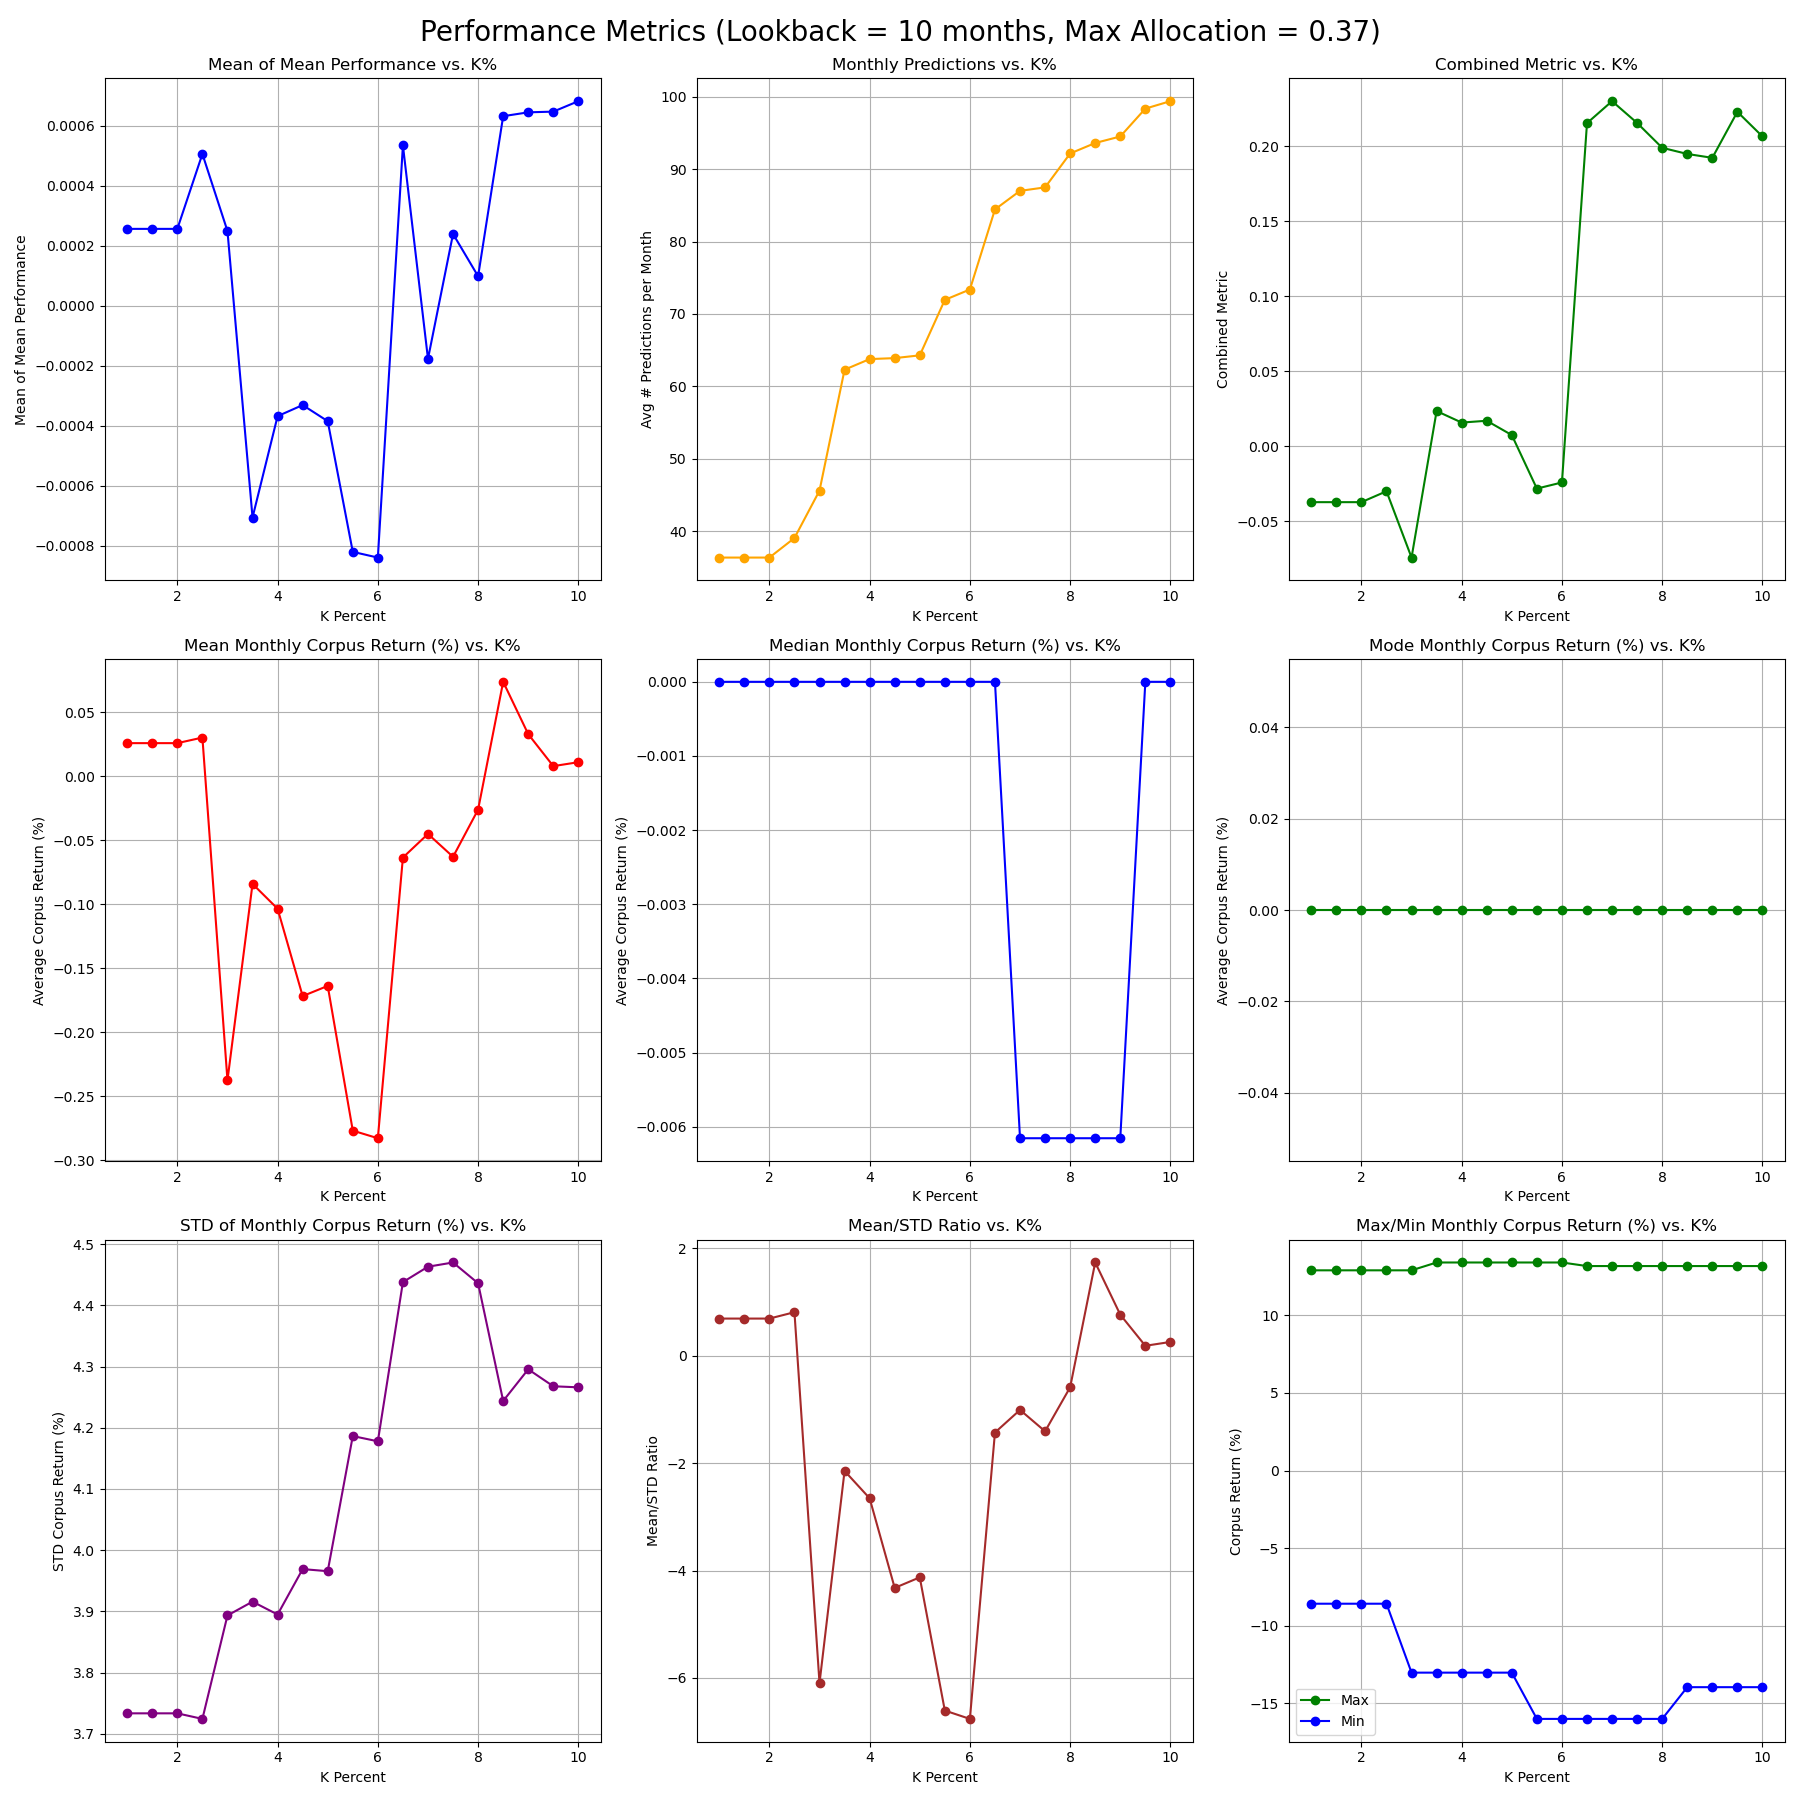 Performance Metrics (Lookback = 10 months, Max Allocation = 0.37)
Mean of Mean Performance vs. K%
Mean of Mean Performance
0.0006
0.0004
0.0002
0.0000
−0.0002
−0.0004
−0.0006
−0.0008
2 4 6 8 10
K Percent
Monthly Predictions vs. K%
Avg # Predictions per Month
100
90
80
70
60
50
40
2 4 6 8 10
K Percent
Combined Metric vs. K%
Combined Metric
0.20
0.15
0.10
0.05
0.00
−0.05
2 4 6 8 10
K Percent
Mean Monthly Corpus Return (%) vs. K%
Average Corpus Return (%)
0.05
0.00
−0.05
−0.10
−0.15
−0.20
−0.25
−0.30
2 4 6 8 10
K Percent
Median Monthly Corpus Return (%) vs. K%
Average Corpus Return (%)
0.000
−0.001
−0.002
−0.003
−0.004
−0.005
−0.006
2 4 6 8 10
K Percent
Mode Monthly Corpus Return (%) vs. K%
Average Corpus Return (%)
0.04
0.02
0.00
−0.02
−0.04
2 4 6 8 10
K Percent
STD of Monthly Corpus Return (%) vs. K%
STD Corpus Return (%)
4.5
4.4
4.3
4.2
4.1
4.0
3.9
3.8
3.7
2 4 6 8 10
K Percent
Mean/STD Ratio vs. K%
Mean/STD Ratio
2
0
−2
−4
−6
2 4 6 8 10
K Percent
Max/Min Monthly Corpus Return (%) vs. K%
Corpus Return (%)
10
5
0
−5
−10
−15
Max
Min
2 4 6 8 10
K Percent